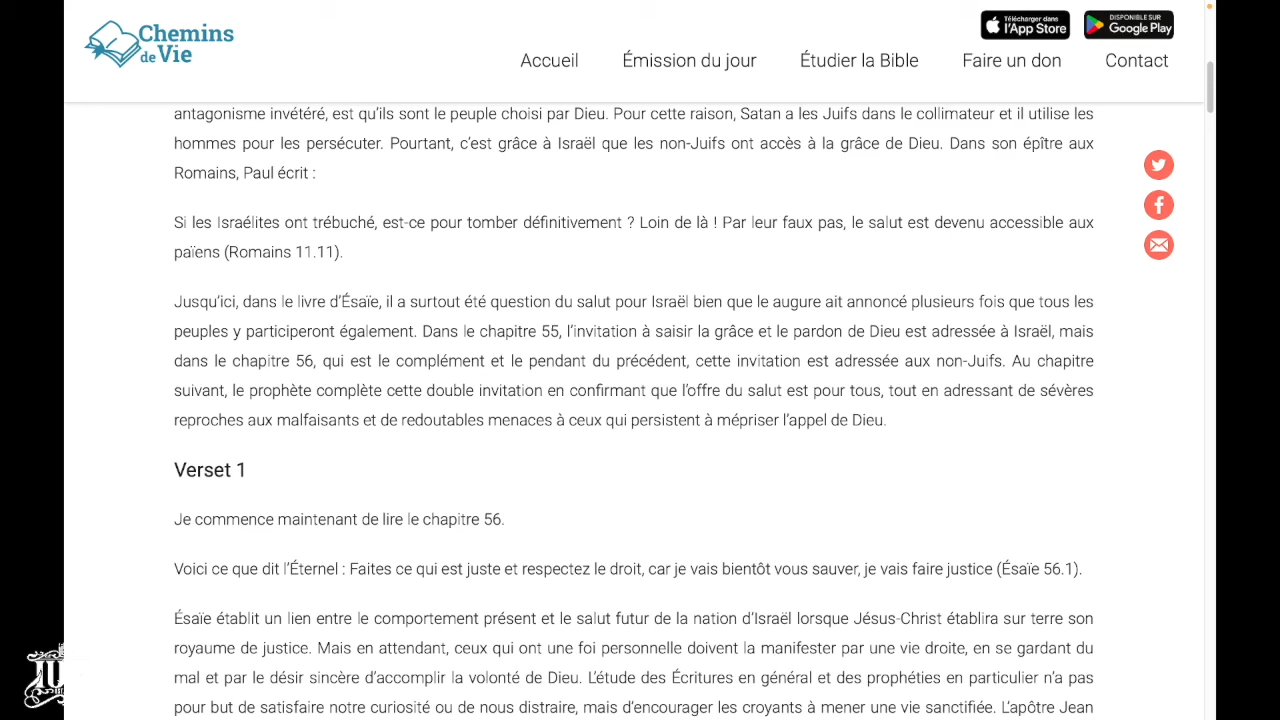 Chemins
de Vie
Télécharger dans
l'App Store
DISPONIBLE SUR
Google Play
Accueil
Émission du jour
Étudier la Bible
Faire un don
Contact
antagonisme invétéré, est qu'ils sont le peuple choisi par Dieu. Pour cette raison, Satan a les Juifs dans le collimateur et il utilise les
hommes pour les persécuter. Pourtant, c'est grâce à Israël que les non-Juifs ont accès à la grâce de Dieu. Dans son épître aux
Romains, Paul écrit :
Si les Israélites ont trébuché, est-ce pour tomber définitivement ? Loin de là ! Par leur faux pas, le salut est devenu accessible aux
païens (Romains 11.11).
Jusqu'ici, dans le livre d'Ésaïe, il a surtout été question du salut pour Israël bien que le augure ait annoncé plusieurs fois que tous les
peuples y participeront également. Dans le chapitre 55, l'invitation à saisir la grâce et le pardon de Dieu est adressée à Israël, mais
dans le chapitre 56, qui est le complément et le pendant du précédent, cette invitation est adressée aux non-Juifs. Au chapitre
suivant, le prophète complète cette double invitation en confirmant que l'offre du salut est pour tous, tout en adressant de sévères
reproches aux malfaisants et de redoutables menaces à ceux qui persistent à mépriser l'appel de Dieu.
Verset 1
Je commence maintenant de lire le chapitre 56.
Voici ce que dit l'Éternel : Faites ce qui est juste et respectez le droit, car je vais bientôt vous sauver, je vais faire justice (Ésaïe 56.1).
Ésaïe établit un lien entre le comportement présent et le salut futur de la nation d'Israël lorsque Jésus-Christ établira sur terre son
royaume de justice. Mais en attendant, ceux qui ont une foi personnelle doivent la manifester par une vie droite, en se gardant du
mal et par le désir sincère d'accomplir la volonté de Dieu. L'étude des Écritures en général et des prophéties en particulier n'a pas
pour but de satisfaire notre curiosité ou de nous distraire, mais d'encourager les croyants à mener une vie sanctifiée. L'apôtre Jean